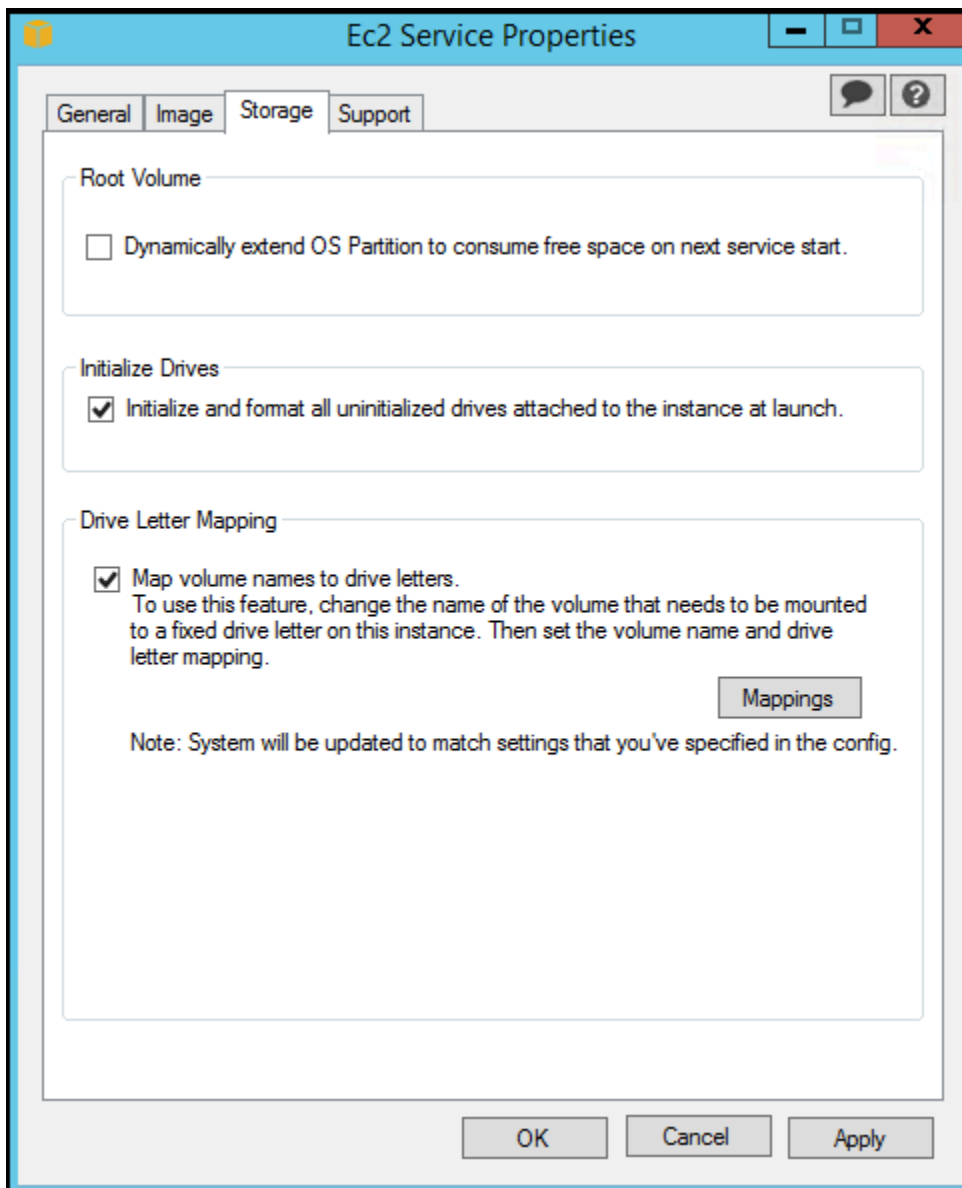 Ec2 Service Properties
General Image Storage Support
Root Volume
Dynamically extend OS Partition to consume free space on next service start.
Initialize Drives
Initialize and format all uninitialized drives attached to the instance at launch.
Drive Letter Mapping
Map volume names to drive letters.
To use this feature, change the name of the volume that needs to be mounted
to a fixed drive letter on this instance. Then set the volume name and drive
letter mapping.
Mappings
Note: System will be updated to match settings that you've specified in the config.
OK Cancel Apply